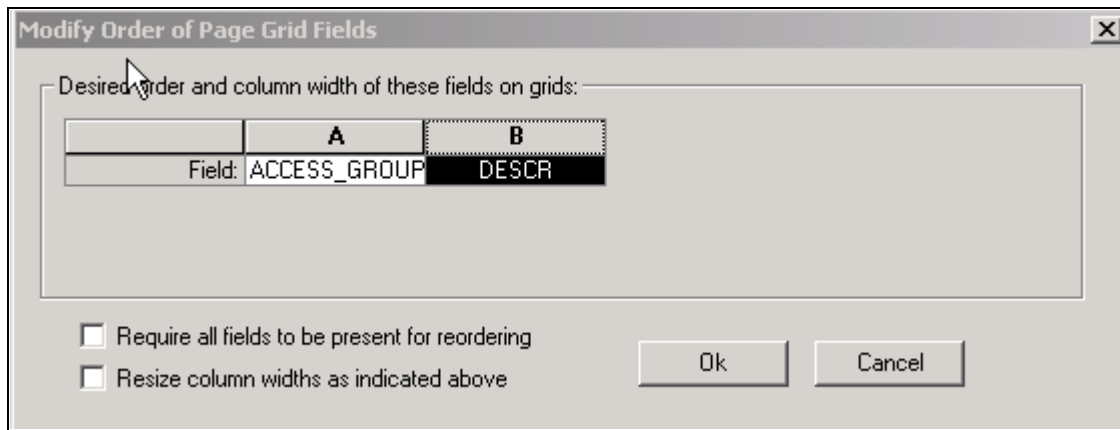 Modify Order of Page Grid Fields
Desired order and column width of these fields on grids:
A B
Field: ACCESS_GROUP DESCR
Require all fields to be present for reordering
Resize column widths as indicated above
Ok Cancel